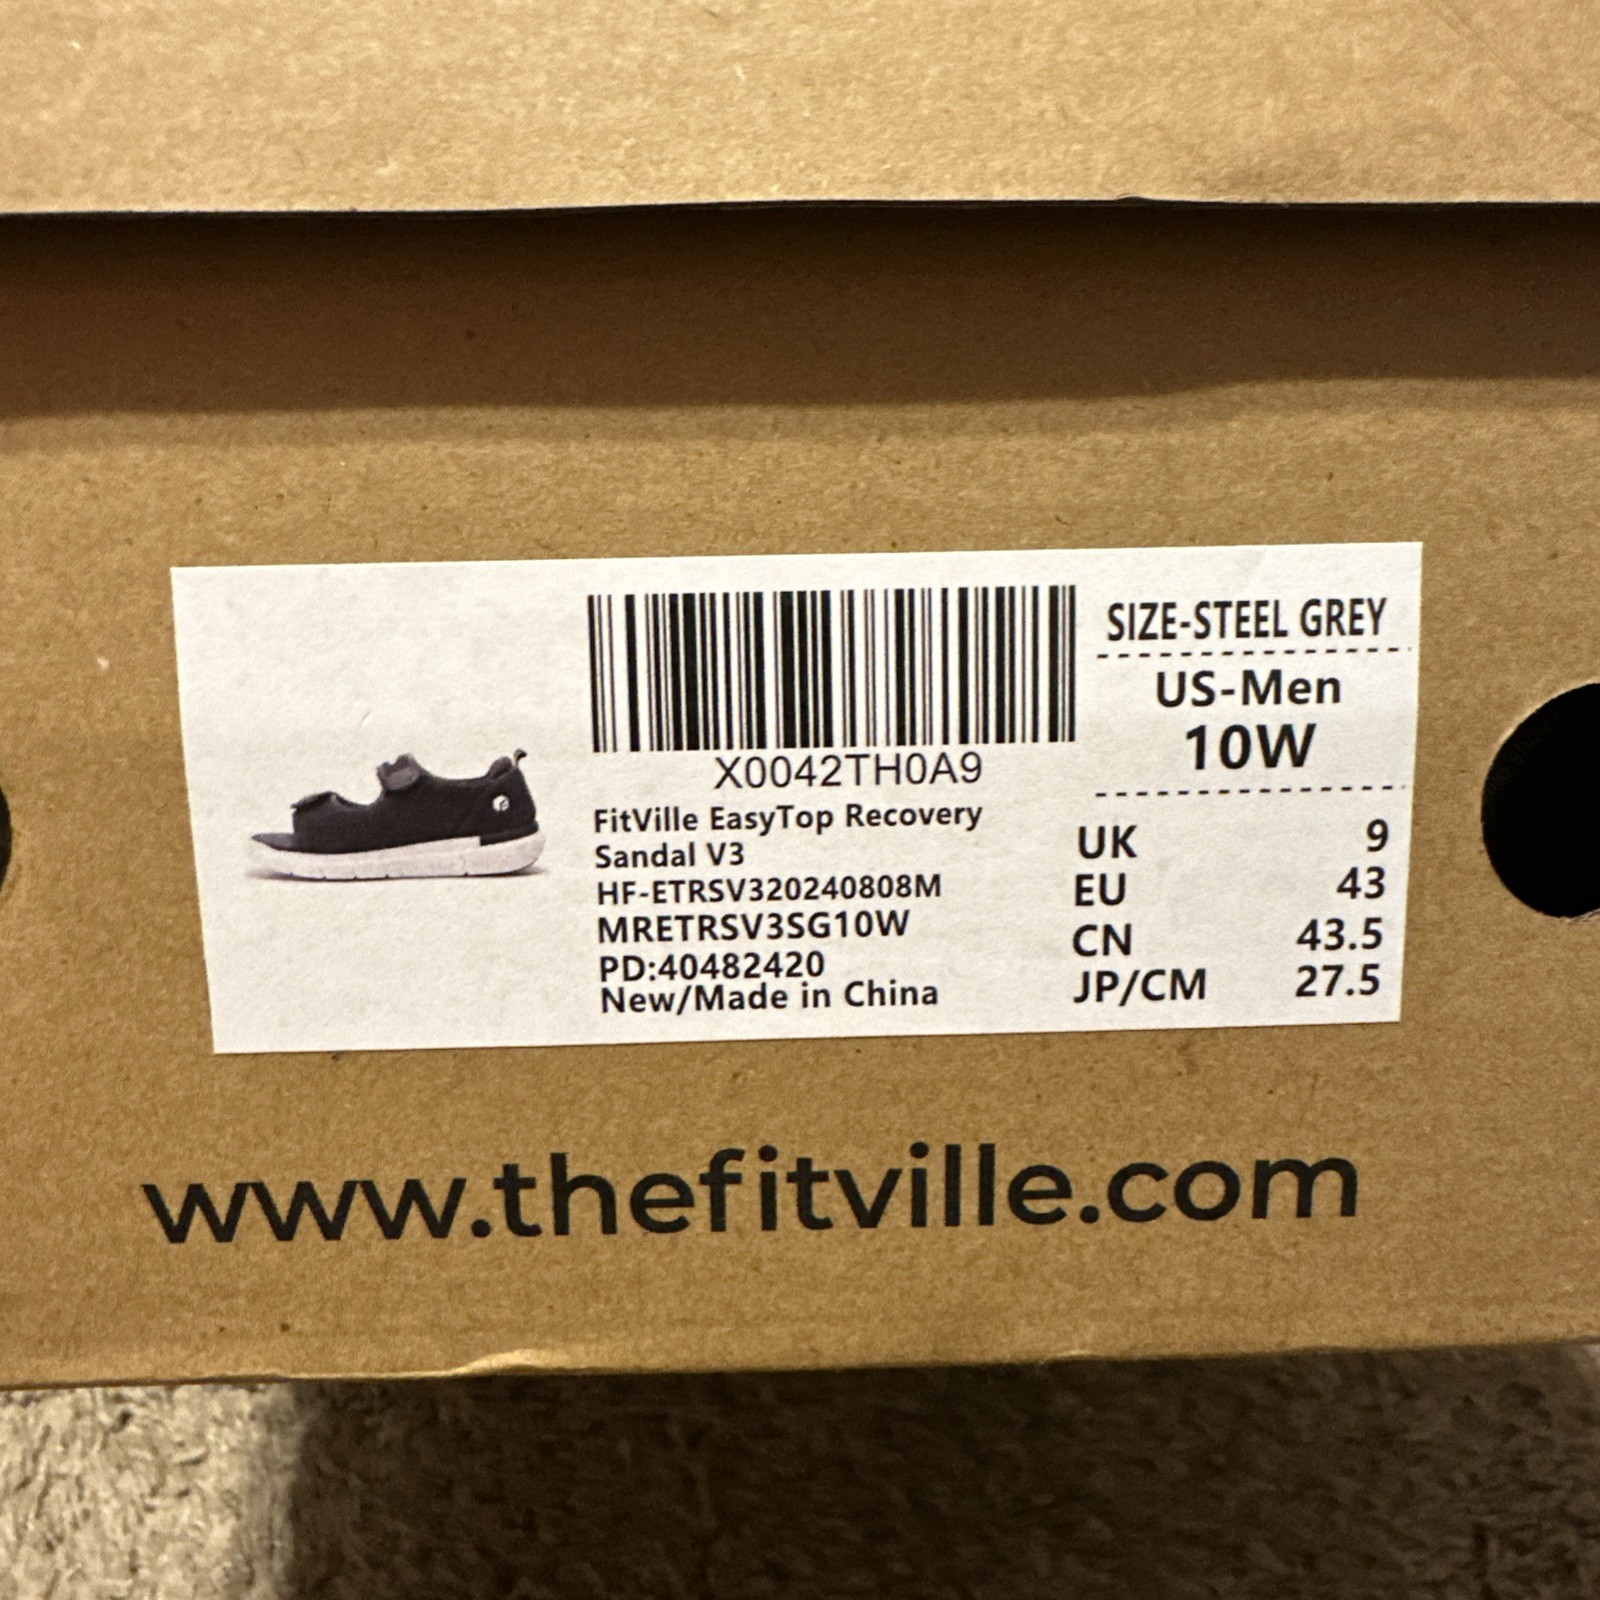 SIZE-STEEL GREY
US-Men
10W
X0042TH0A9
FitVille EasyTop Recovery
Sandal V3
HF-ETRSV320240808M
MRETRSV3SG10W
PD:40482420
New/Made in China
UK 9
EU 43
CN 43.5
JP/CM 27.5
www.thefitville.com